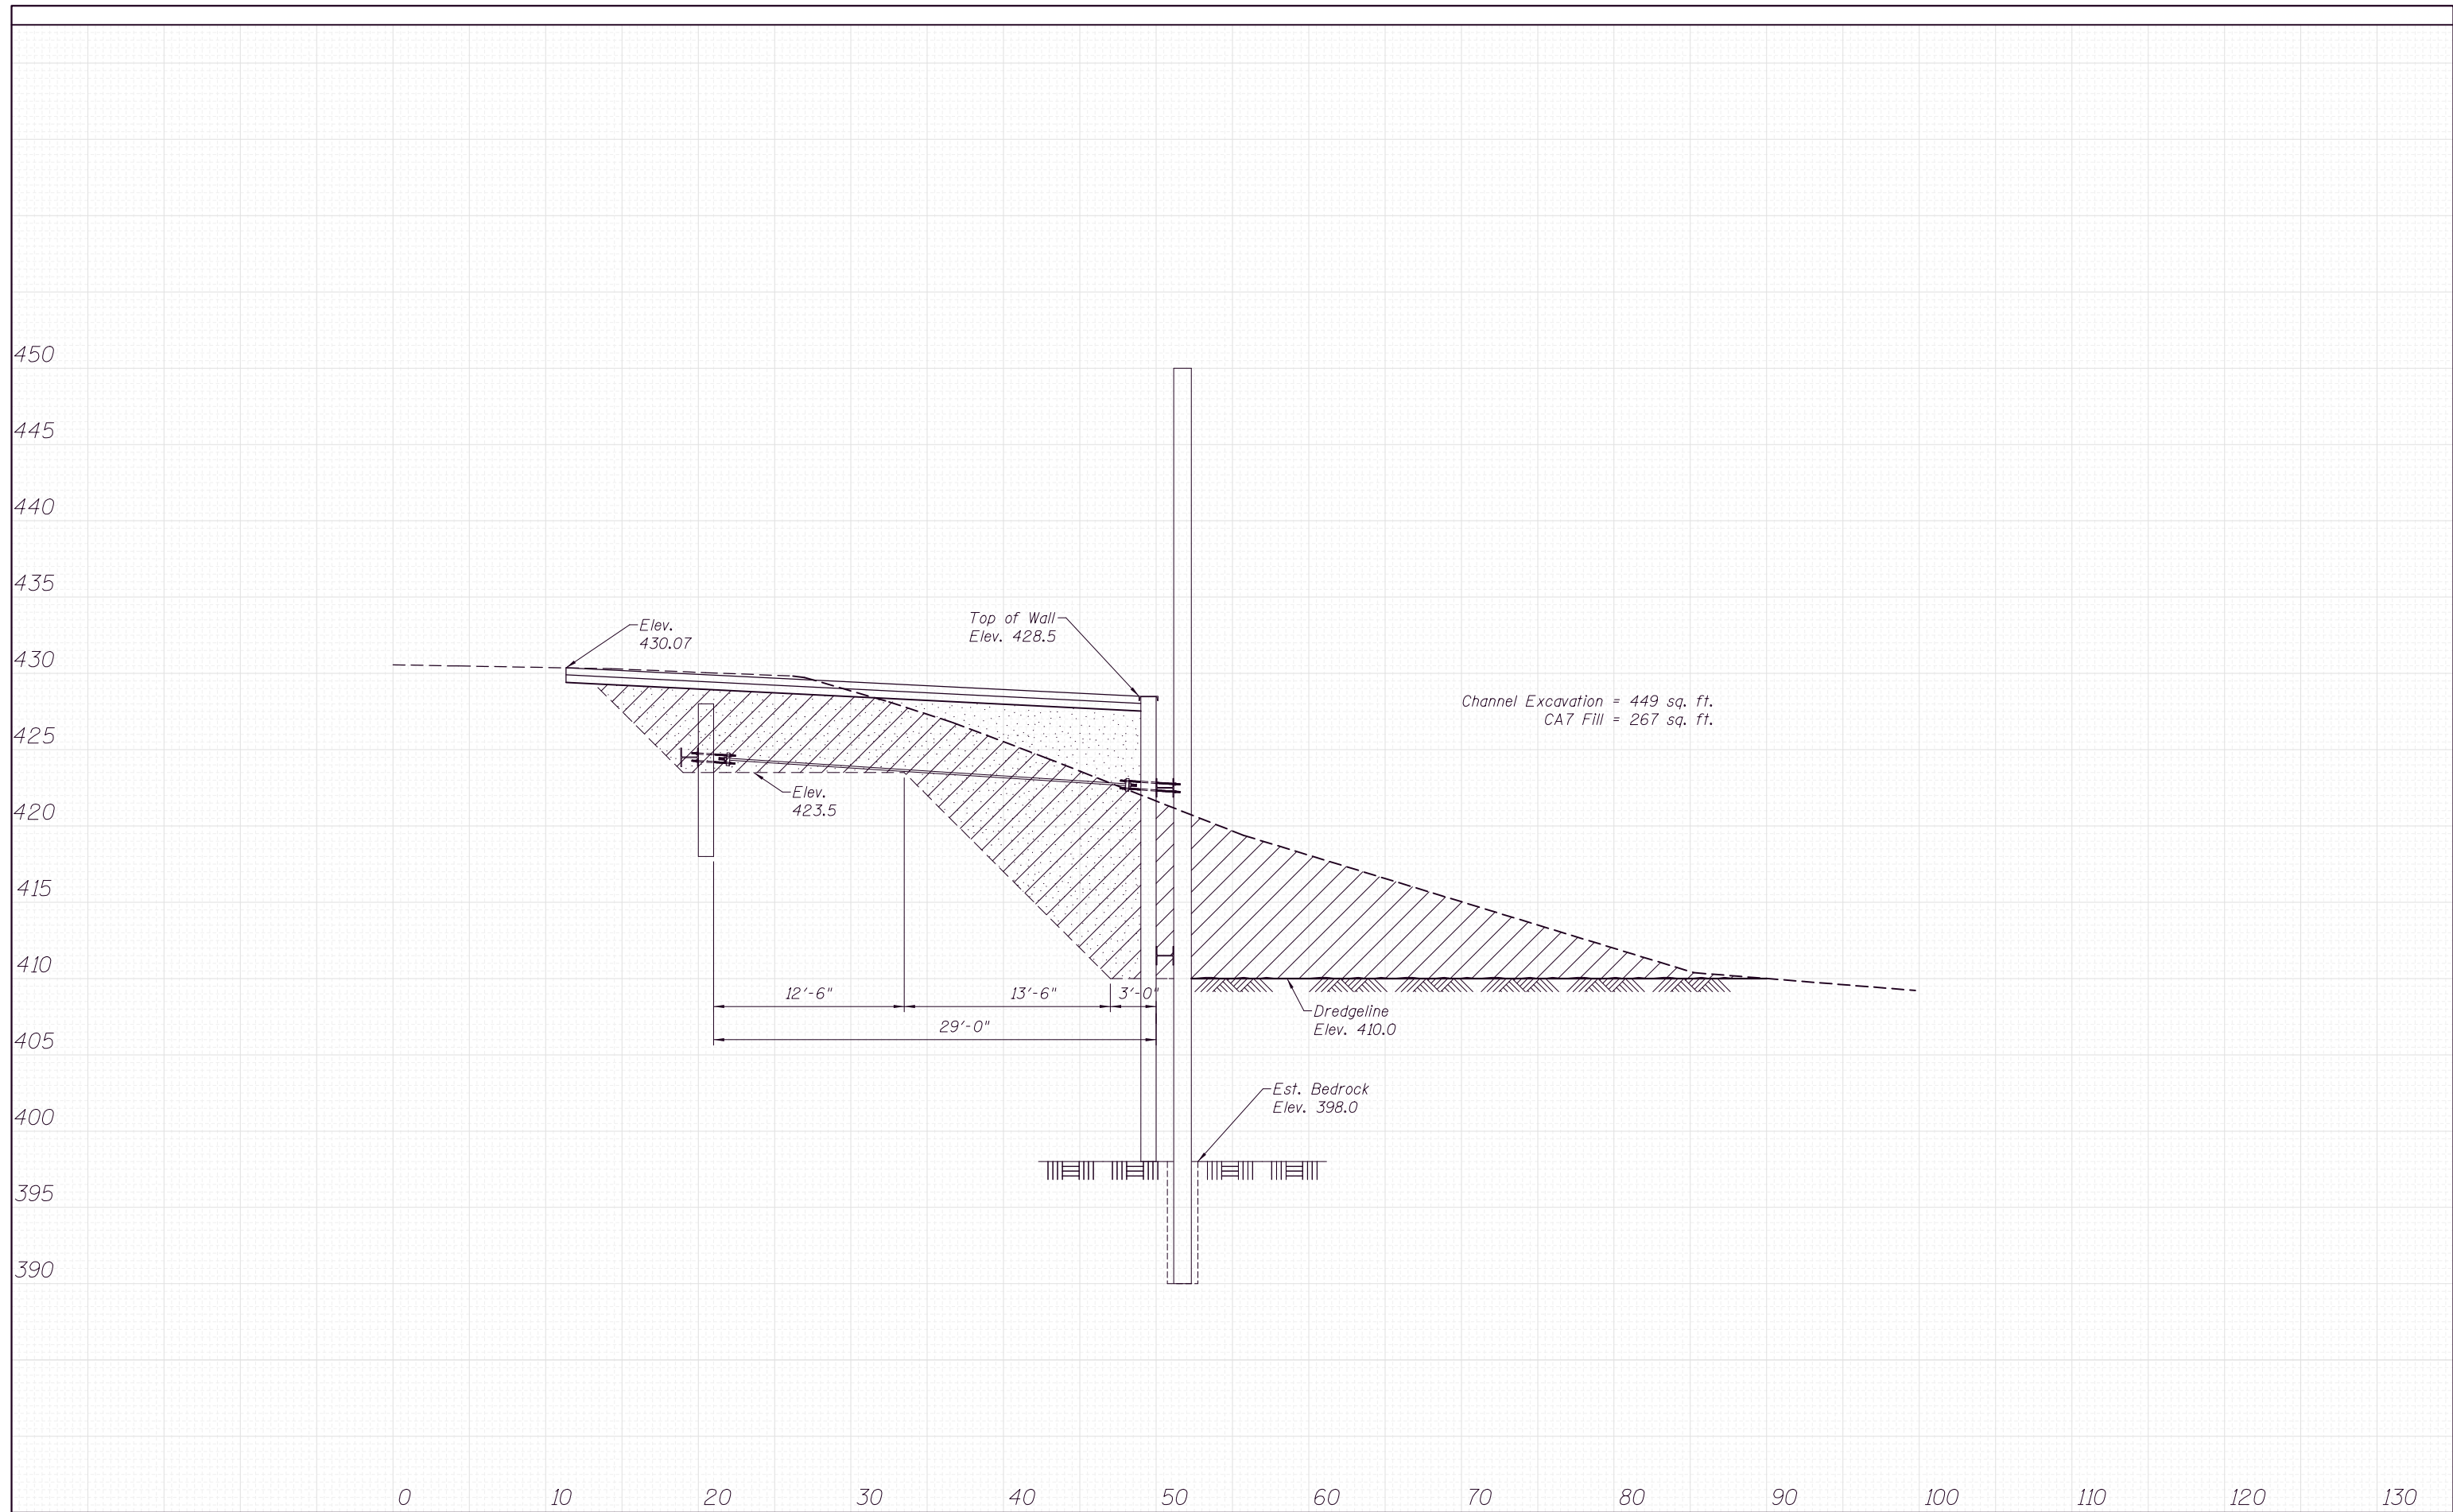 450
445
440
435
Elev.
430.07
Top of Wall
Elev. 428.5
430
Channel Excavation = 449 sq. ft.
CA7 Fill = 267 sq. ft.
425
Elev.
423.5
420
415
410
12'-6"
13'-6"
3'-0"
Dredgeline
Elev. 410.0
29'-0"
405
Est. Bedrock
Elev. 398.0
400
395
390
0 10 20 30 40 50 60 70 80 90 100 110 120 130